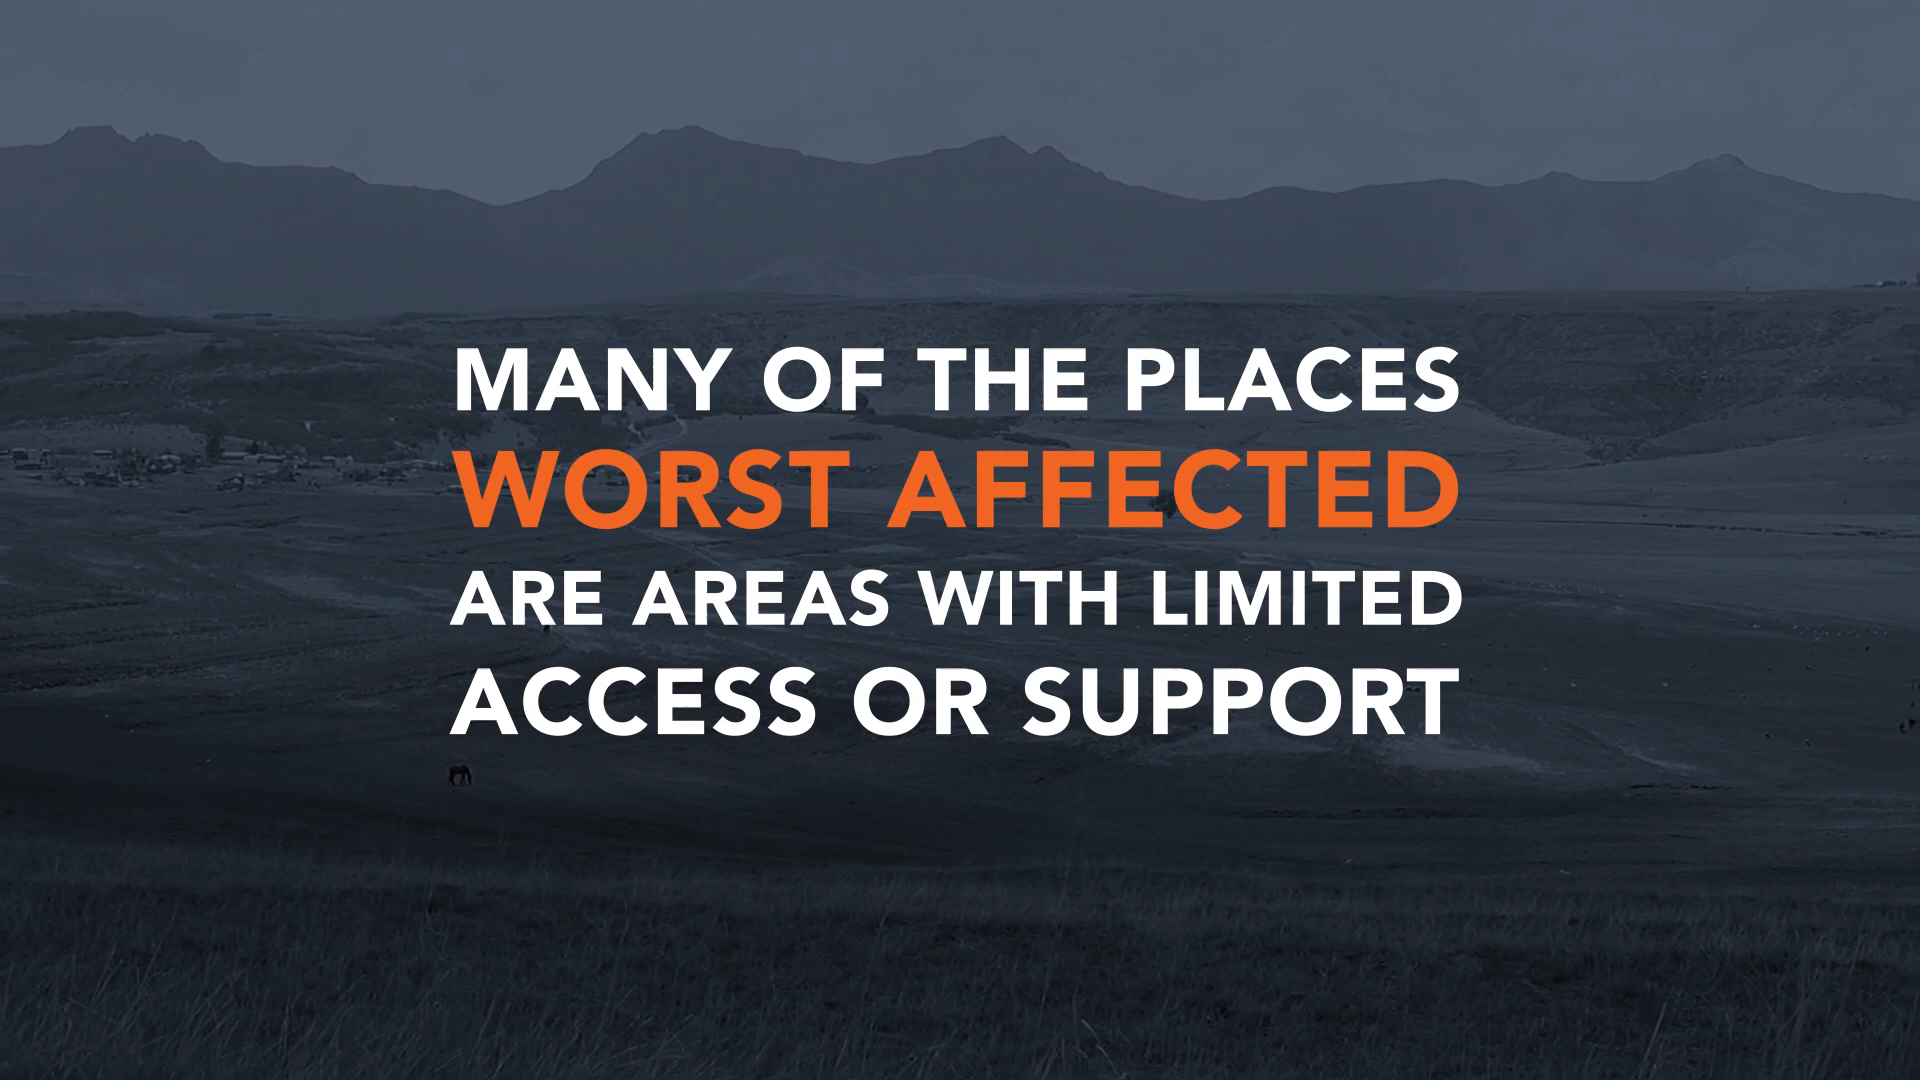 MANY OF THE PLACES
WORST AFFECTED
ARE AREAS WITH LIMITED
ACCESS OR SUPPORT